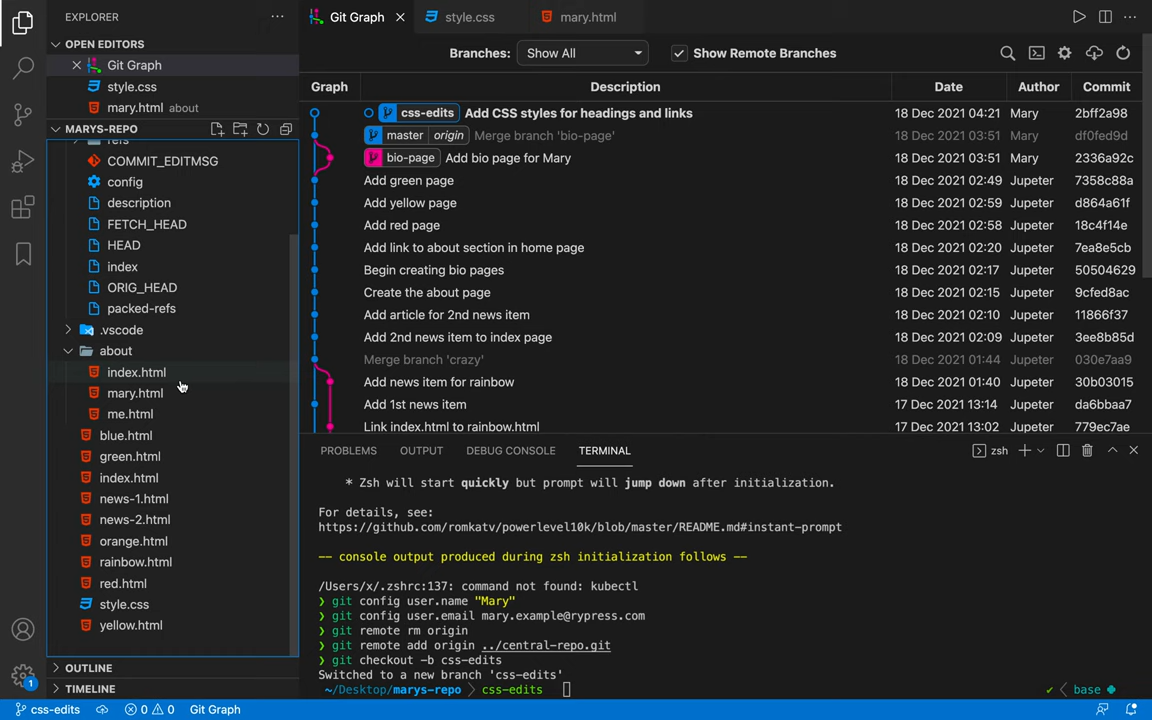 EXPLORER
···
OPEN EDITORS
Git Graph
style.css
mary.html about
MARYS-REPO
refs
COMMIT_EDITMSG
config
description
FETCH_HEAD
HEAD
index
ORIG_HEAD
packed-refs
.vscode
about
index.html
mary.html
me.html
blue.html
green.html
index.html
news-1.html
news-2.html
orange.html
rainbow.html
red.html
style.css
yellow.html
OUTLINE
TIMELINE
Git Graph
style.css
mary.html
Branches: Show All Show Remote Branches
Graph Description Date Author Commit
css-edits Add CSS styles for headings and links 18 Dec 2021 04:21 Mary 2bff2a98
master origin Merge branch 'bio-page' 18 Dec 2021 03:51 Mary df0fed9d
bio-page Add bio page for Mary 18 Dec 2021 03:51 Mary 2336a92c
Add green page 18 Dec 2021 02:49 Jupeter 7358c88a
Add yellow page 18 Dec 2021 02:59 Jupeter d864a61f
Add red page 18 Dec 2021 02:58 Jupeter 18c4f14e
Add link to about section in home page 18 Dec 2021 02:20 Jupeter 7ea8e5cb
Begin creating bio pages 18 Dec 2021 02:17 Jupeter 50504629
Create the about page 18 Dec 2021 02:15 Jupeter 9cfed8ac
Add article for 2nd news item 18 Dec 2021 02:10 Jupeter 11866f37
Add 2nd news item to index page 18 Dec 2021 02:09 Jupeter 3ee8b85d
Merge branch 'crazy' 18 Dec 2021 01:44 Jupeter 030e7aa9
Add news item for rainbow 18 Dec 2021 01:40 Jupeter 30b03015
Add 1st news item 17 Dec 2021 13:14 Jupeter da6bbaa7
Link index.html to rainbow.html 17 Dec 2021 13:02 Jupeter 779ec7ae
PROBLEMS OUTPUT DEBUG CONSOLE TERMINAL zsh
* Zsh will start quickly but prompt will jump down after initialization.
For details, see:
https://github.com/romkatv/powerlevel10k/blob/master/README.md#instant-prompt
-- console output produced during zsh initialization follows --
/Users/x/.zshrc:137: command not found: kubectl
❯ git config user.name "Mary"
❯ git config user.email mary.example@rypress.com
❯ git remote rm origin
❯ git remote add origin ../central-repo.git
❯ git checkout -b css-edits
Switched to a new branch 'css-edits'
~/Desktop/marys-repo css-edits base
1
css-edits 0 0 Git Graph